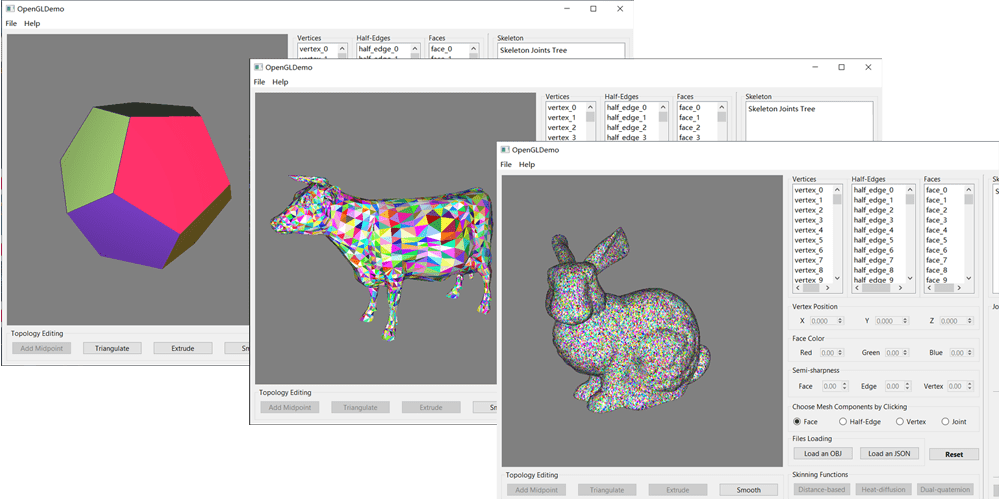 OpenGLDemo
File Help
Vertices Half-Edges Faces Skeleton
vertex_0 half_edge_0 face_0 Skeleton Joints Tree
Topology Editing
Add Midpoint Triangulate Extrude
OpenGLDemo
File Help
Vertices Half-Edges Faces Skeleton
vertex_0 half_edge_0 face_0 Skeleton Joints Tree
vertex_1 half_edge_1 face_1
vertex_2 half_edge_2 face_2
vertex_3 half_edge_3 face_3
Topology Editing
Add Midpoint Triangulate Extrude
OpenGLDemo
File Help
Vertices Half-Edges Faces
vertex_0 half_edge_0 face_0
vertex_1 half_edge_1 face_1
vertex_2 half_edge_2 face_2
vertex_3 half_edge_3 face_3
vertex_4 half_edge_4 face_4
vertex_5 half_edge_5 face_5
vertex_6 half_edge_6 face_6
vertex_7 half_edge_7 face_7
vertex_8 half_edge_8 face_8
vertex_9 half_edge_9 face_9
Vertex Position
X 0.000 Y 0.000 Z 0.000
Face Color
Red 0.00 Green 0.00 Blue 0.00
Semi-sharpness
Face 0.00 Edge 0.00 Vertex 0.00
Choose Mesh Components by Clicking
Face Half-Edge Vertex Joint
Files Loading
Load an OBJ Load an JSON Reset
Skinning Functions
Distance-based Heat-diffusion Dual-quaternion
Topology Editing
Add Midpoint Triangulate Extrude Smooth